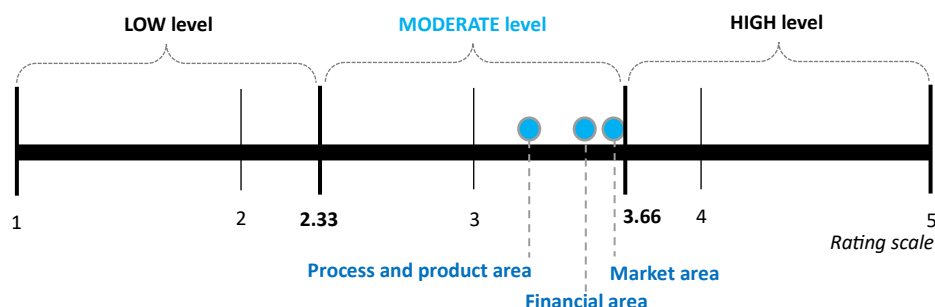 LOW level
MODERATE level
HIGH level
1
2
2.33
3
3.66
4
5
Rating scale
Process and product area
Market area
Financial area